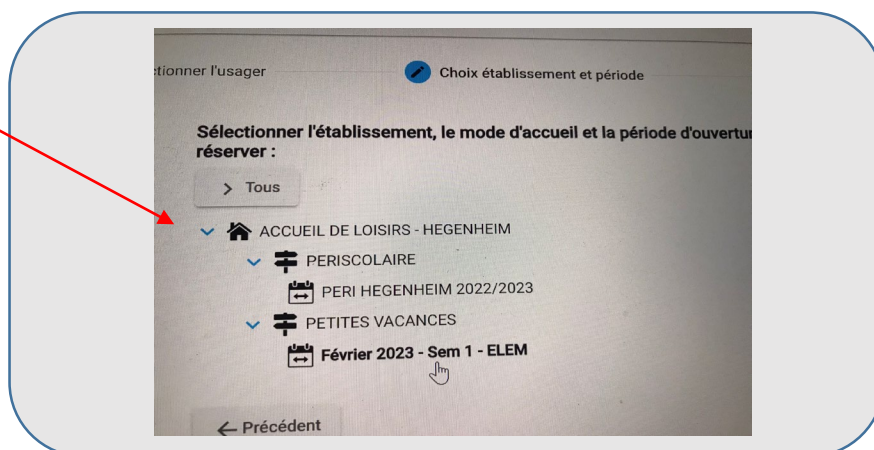 ctionner l'usager
Choix établissement et période
Sélectionner l'établissement, le mode d'accueil et la période d'ouvertur
réserver :
> Tous
ACCUEIL DE LOISIRS - HEGENHEIM
PERISCOLAIRE
PERI HEGENHEIM 2022/2023
PETITES VACANCES
Février 2023 - Sem 1 - ELEM
← Précédent